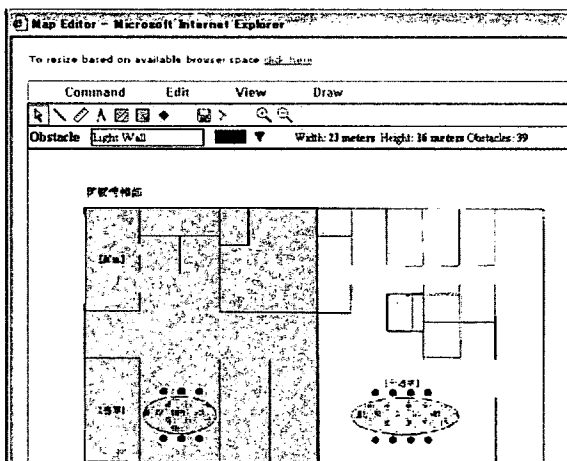 Map Editor - Microsoft Internet Explorer
To resize based on available browser space click here
Command Edit View Draw
Obstacle Light Wall Width: 23 meters Height: 16 meters Obstacles: 39